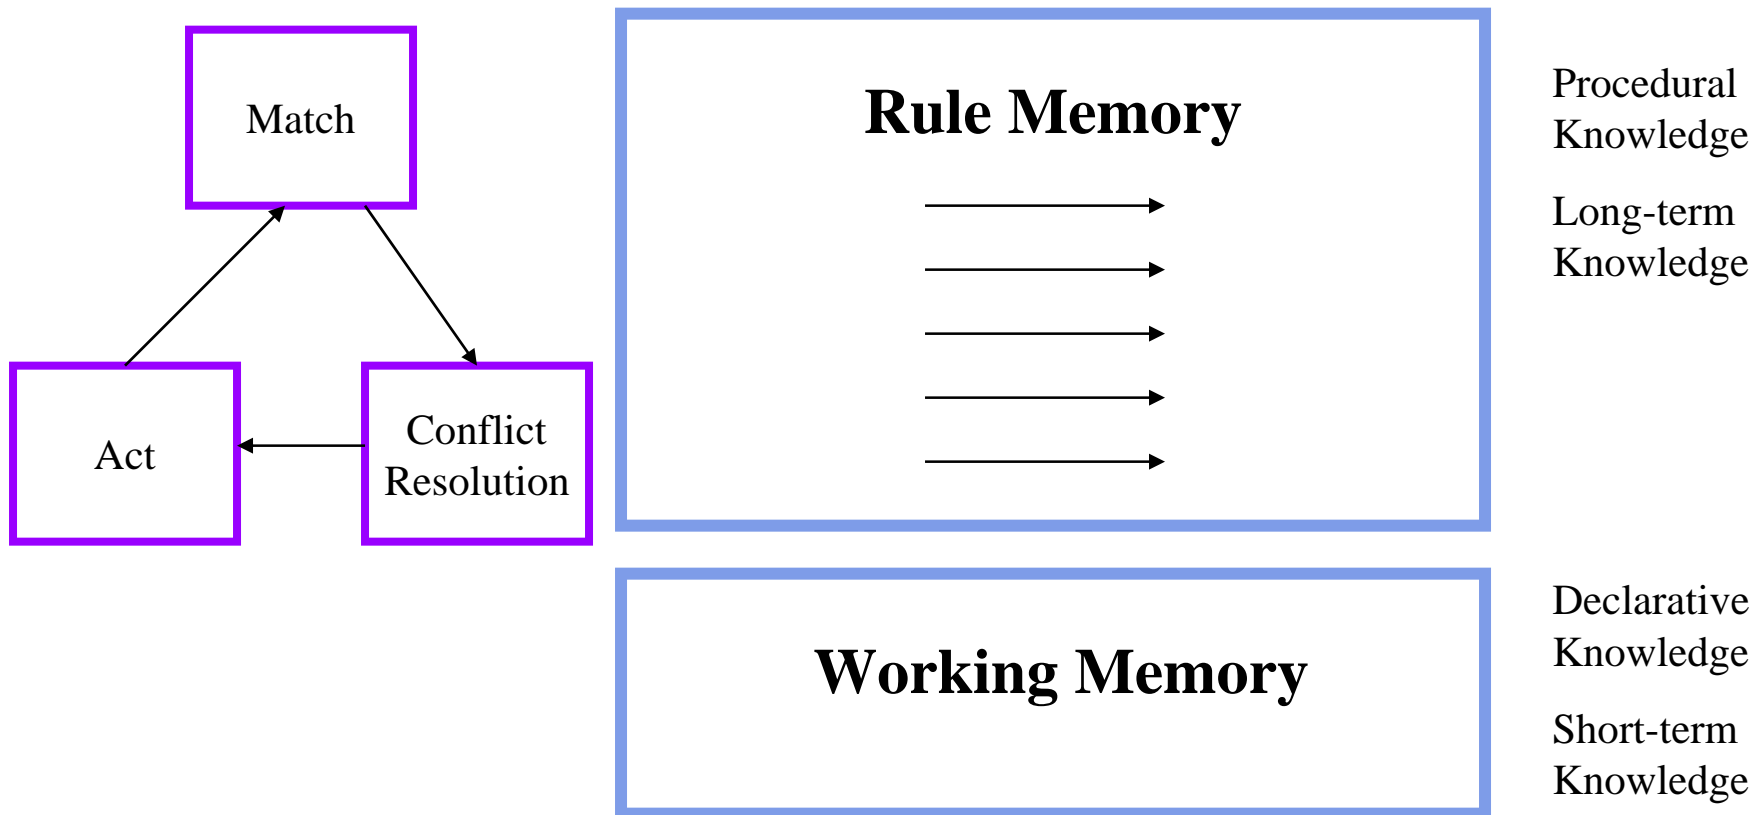 Match
Act
Conflict
Resolution
Rule Memory
Procedural
Knowledge
Long-term
Knowledge
Working Memory
Declarative
Knowledge
Short-term
Knowledge